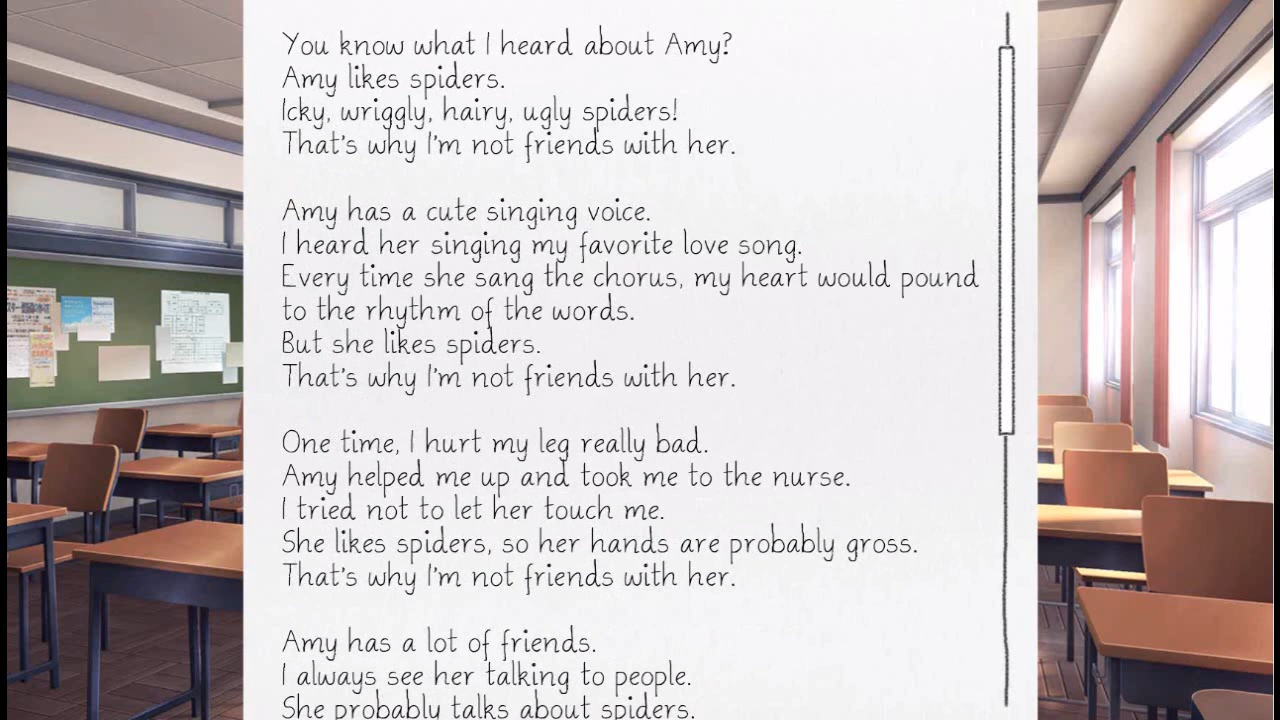 You know what I heard about Amy?
Amy likes spiders.
Icky, wriggly, hairy, ugly spiders!
That's why I'm not friends with her.

Amy has a cute singing voice.
I heard her singing my favorite love song.
Every time she sang the chorus, my heart would pound
to the rhythm of the words.
But she likes spiders.
That's why I'm not friends with her.

One time, I hurt my leg really bad.
Amy helped me up and took me to the nurse.
I tried not to let her touch me.
She likes spiders, so her hands are probably gross.
That's why I'm not friends with her.

Amy has a lot of friends.
I always see her talking to people.
She probably talks about spiders.